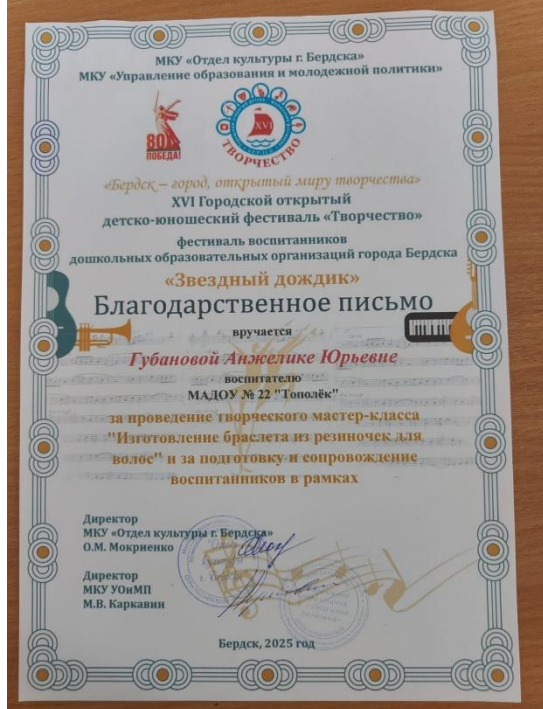 МКУ «Отдел культуры г. Бердска»
МКУ «Управление образования и молодежной политики»
80
ПОБЕДА!
XVI
ТВОРЧЕСТВО
«Бердск – город, открытый миру творчества»
XVI Городской открытый
детско-юношеский фестиваль «Творчество»
фестиваль воспитанников
дошкольных образовательных организаций города Бердска
«Звездный дождик»
Благодарственное письмо
вручается
Губановой Анжелике Юрьевне
воспитателю
МАДОУ № 22 "Тополёк"
за проведение творческого мастер-класса
"Изготовление браслета из резиночек для
волос" и за подготовку и сопровождение
воспитанников в рамках
Директор
МКУ «Отдел культуры г. Бердска»
О.М. Мокриенко
Директор
МКУ УОиМП
М.В. Каркавин
Бердск, 2025 год